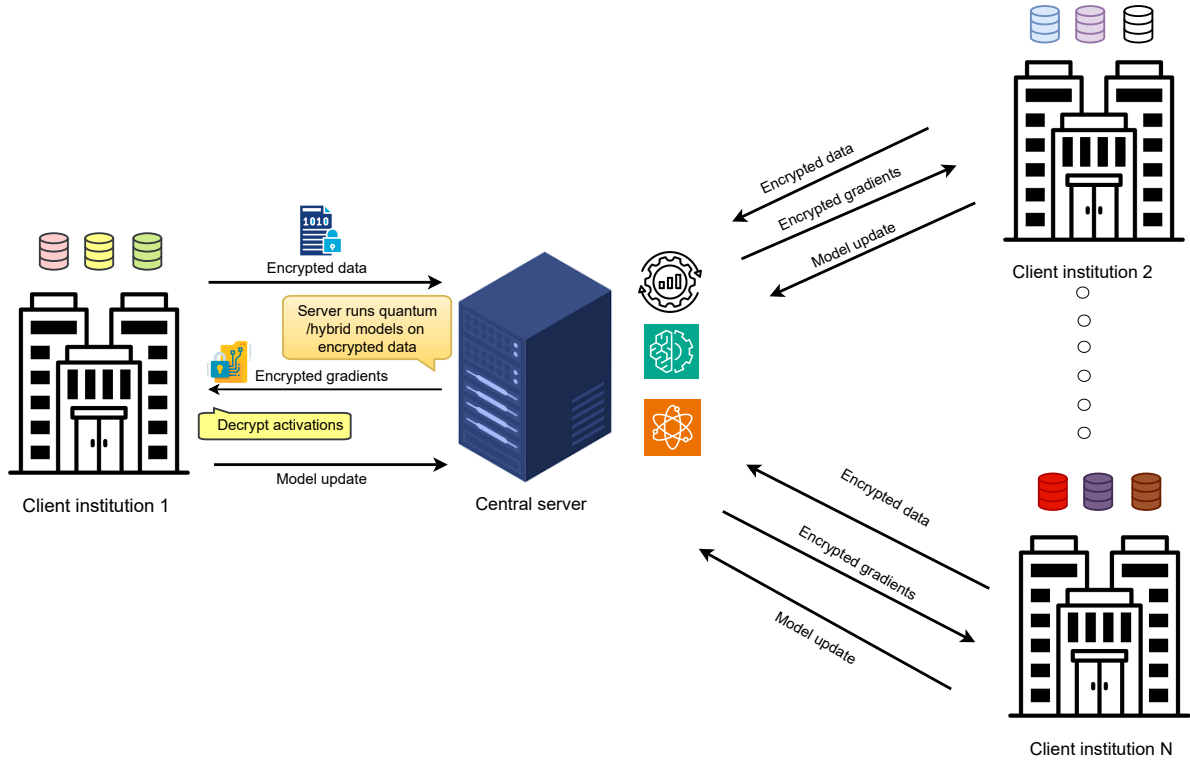 1010
Encrypted data
Server runs quantum
/hybrid models on
encrypted data
Encrypted gradients
Decrypt activations
Model update
Client institution 1
Central server
Encrypted data
Encrypted gradients
Model update
Client institution 2
Encrypted data
Encrypted gradients
Model update
Client institution N